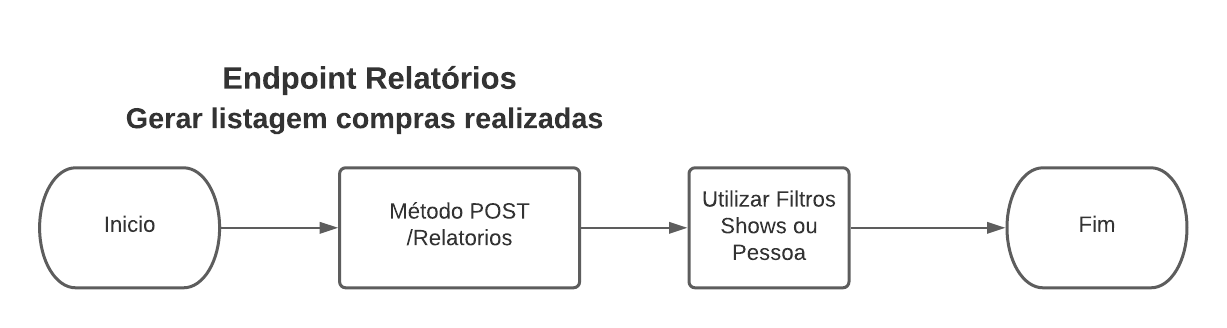 Endpoint Relatórios
Gerar listagem compras realizadas
Inicio
Método POST
/Relatorios
Utilizar Filtros
Shows ou
Pessoa
Fim